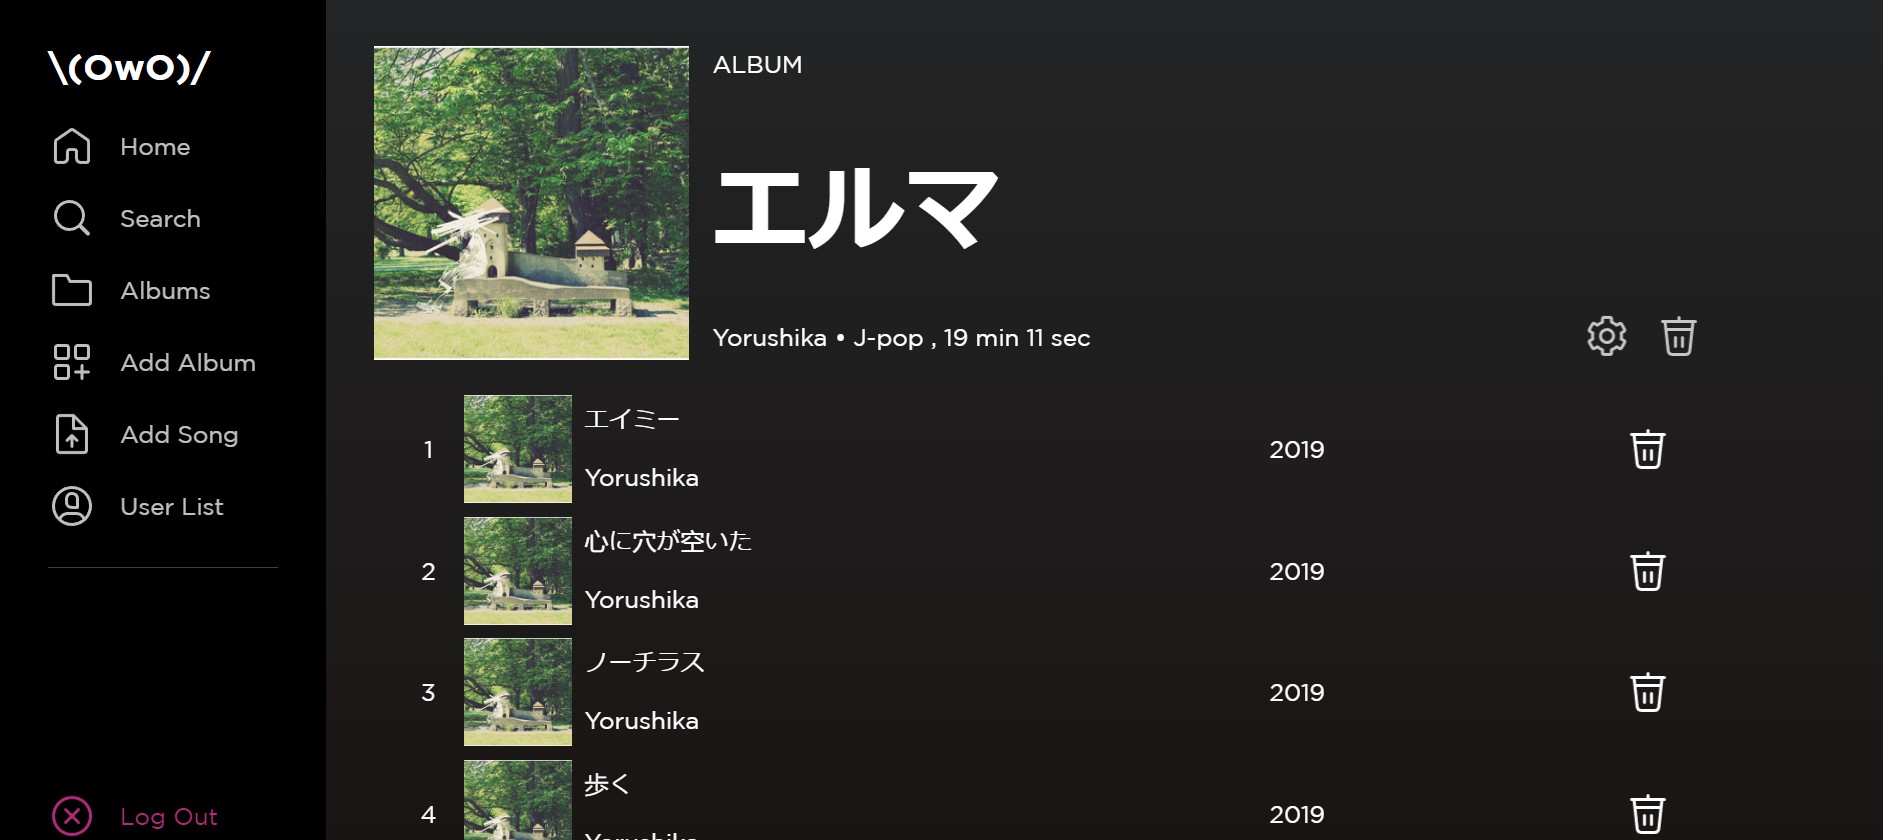 \(OwO)/
Home
Search
Albums
Add Album
Add Song
User List
Log Out
ALBUM
エルマ
Yorushika • J-pop , 19 min 11 sec
1
エイミー
Yorushika
2019
2
心に穴が空いた
Yorushika
2019
3
ノーチラス
Yorushika
2019
4
歩く
Yorushika
2019